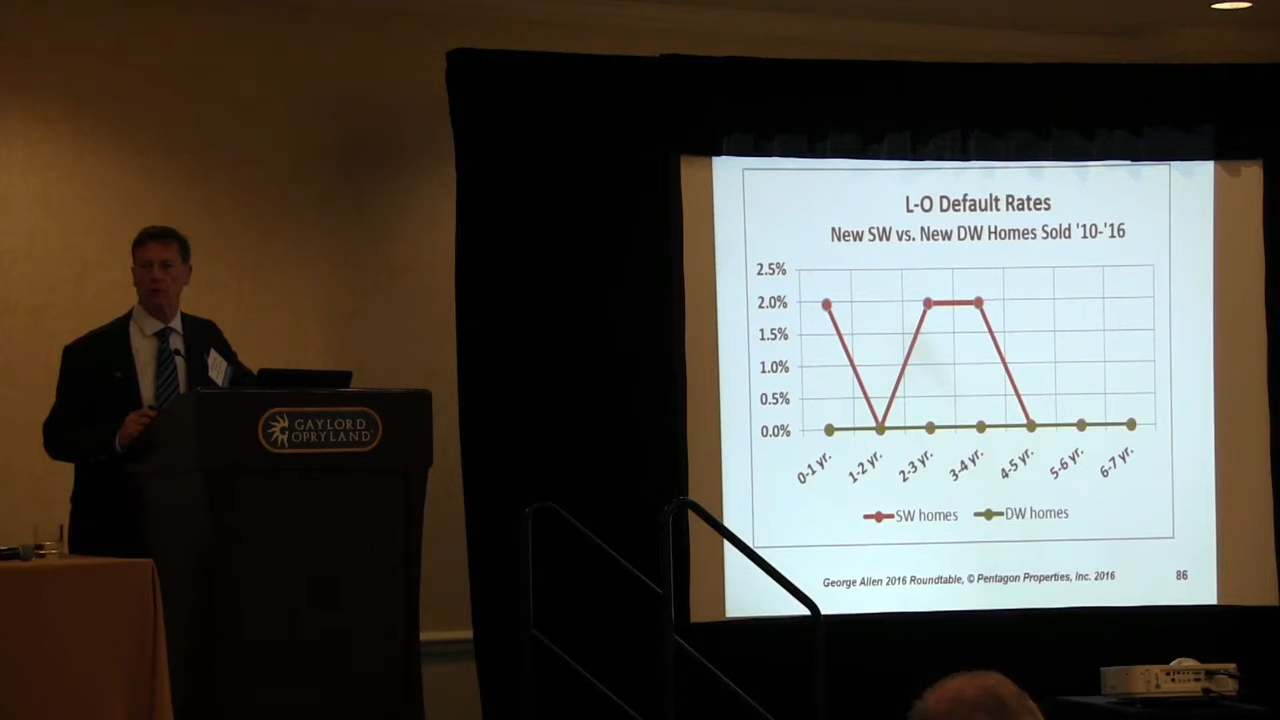 GAYLORD
OPRYLAND
L-O Default Rates
New SW vs. New DW Homes Sold '10-'16
2.5%
2.0%
1.5%
1.0%
0.5%
0.0%
0-1 yr.
1-2 yr.
2-3 yr.
3-4 yr.
4-5 yr.
5-6 yr.
6-7 yr.
SW homes
DW homes
George Allen 2016 Roundtable, © Pentagon Properties, Inc. 2016
86